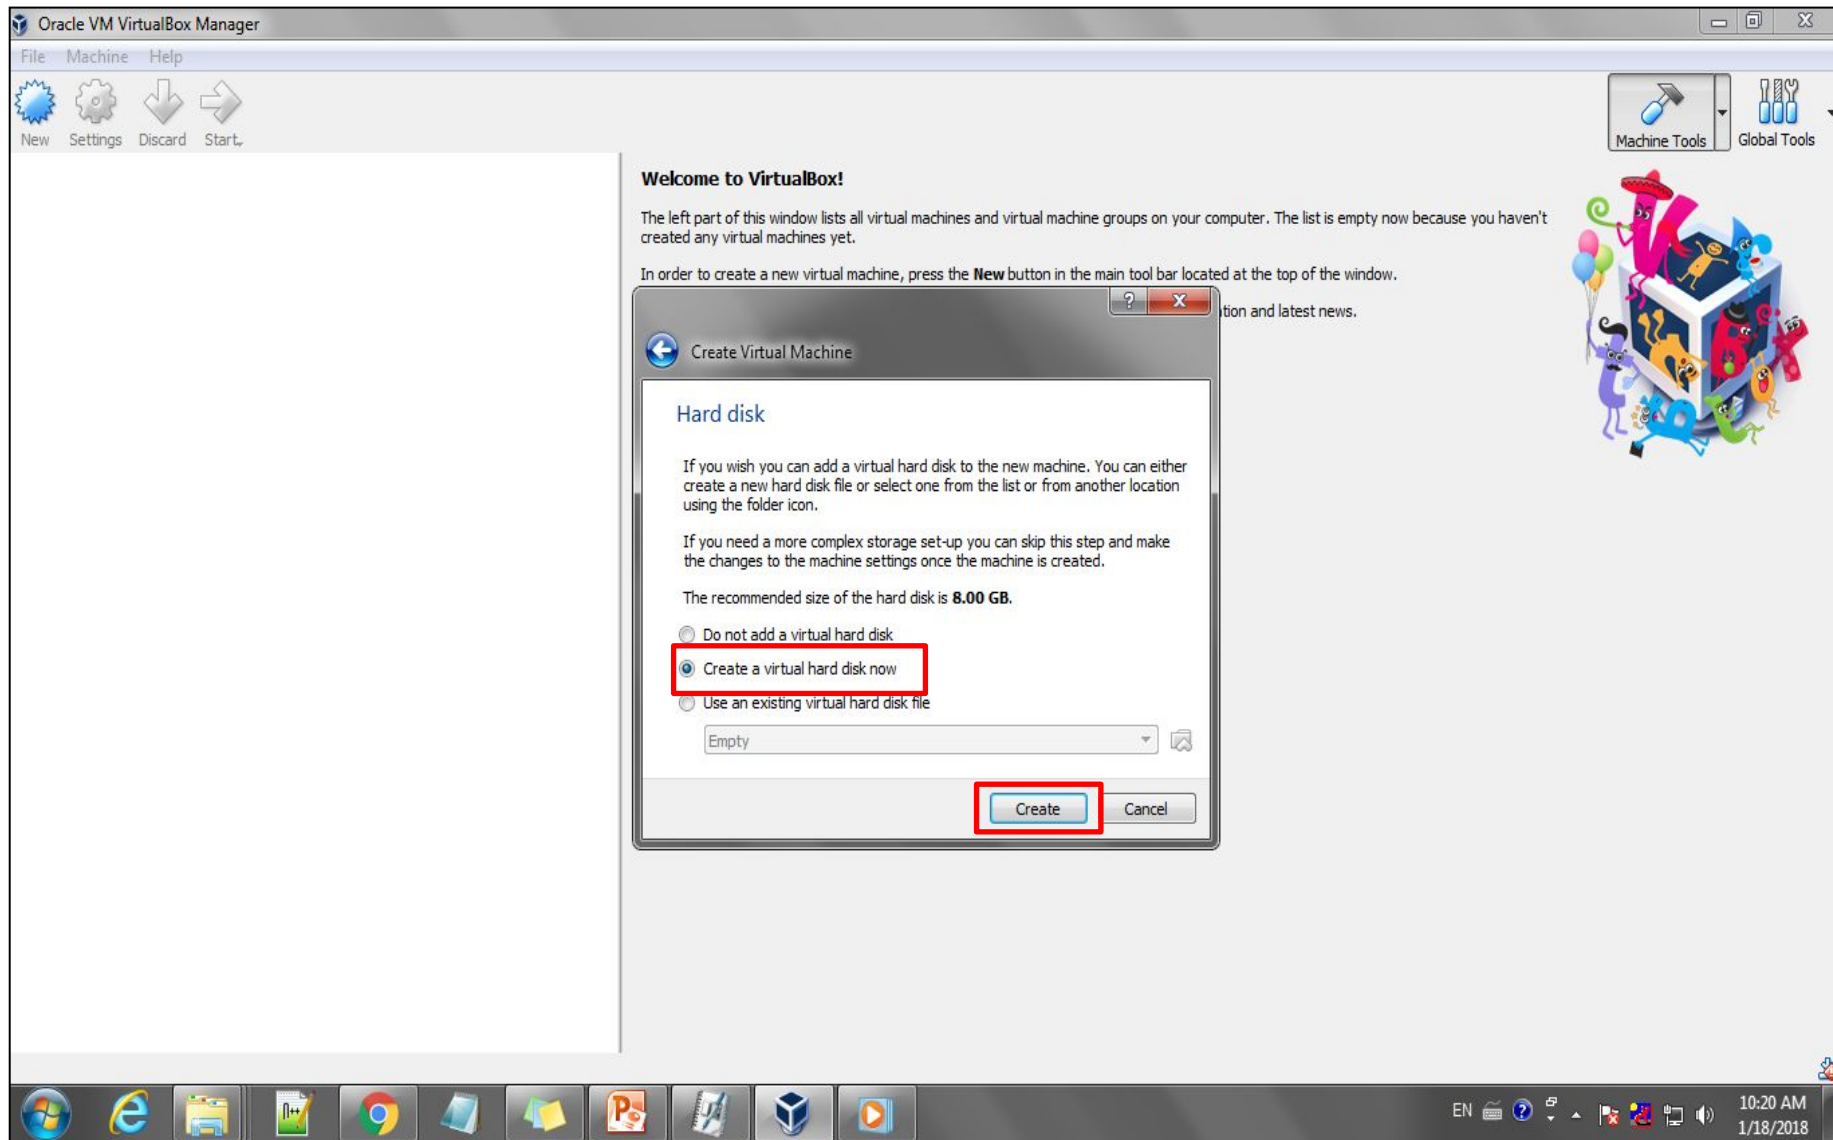 Oracle VM VirtualBox Manager
File Machine Help
New Settings Discard Start
Machine Tools Global Tools
Welcome to VirtualBox!
The left part of this window lists all virtual machines and virtual machine groups on your computer. The list is empty now because you haven't
created any virtual machines yet.
In order to create a new virtual machine, press the New button in the main tool bar located at the top of the window.
tion and latest news.
Create Virtual Machine
Hard disk
If you wish you can add a virtual hard disk to the new machine. You can either
create a new hard disk file or select one from the list or from another location
using the folder icon.
If you need a more complex storage set-up you can skip this step and make
the changes to the machine settings once the machine is created.
The recommended size of the hard disk is 8.00 GB.
Do not add a virtual hard disk
Create a virtual hard disk now
Use an existing virtual hard disk file
Empty
Create Cancel
EN
10:20 AM
1/18/2018